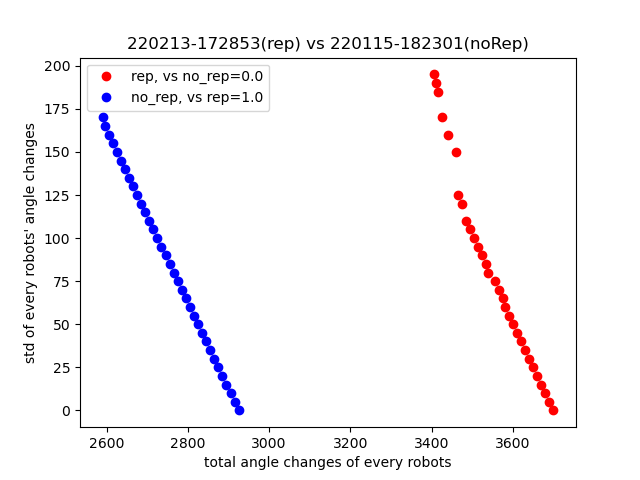 220213-172853(rep) vs 220115-182301(noRep)
rep, vs no_rep=0.0
no_rep, vs rep=1.0
200
175
150
125
100
75
50
25
0
std of every robots' angle changes
2600 2800 3000 3200 3400 3600
total angle changes of every robots